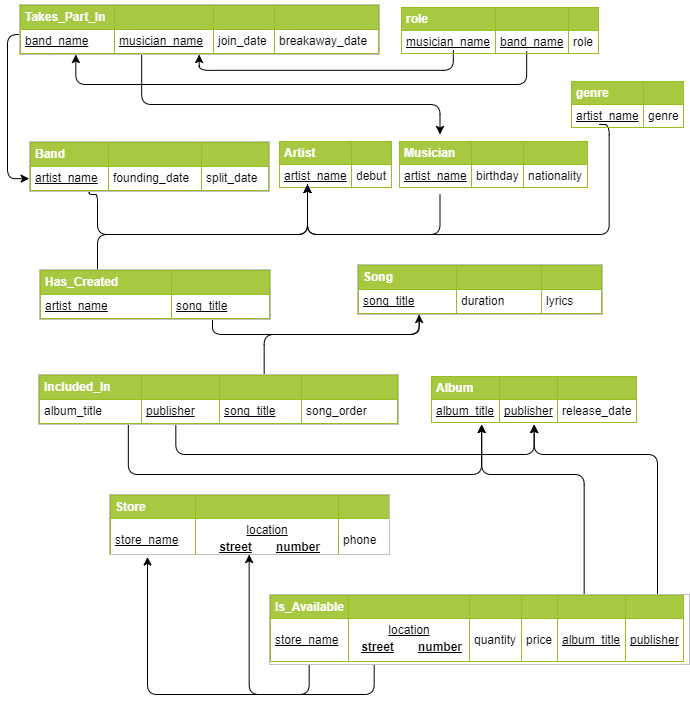 Takes_Part_In
band_name musician_name join_date breakaway_date
role
musician_name band_name role
genre
artist_name genre
Band
artist_name founding_date split_date
Artist
artist_name debut
Musician
artist_name birthday nationality
Has_Created
artist_name song_title
Song
song_title duration lyrics
Included_In
album_title publisher song_title song_order
Album
album_title publisher release_date
Store
store_name location phone
street number
Is_Available
store_name location quantity price album_title publisher
street number